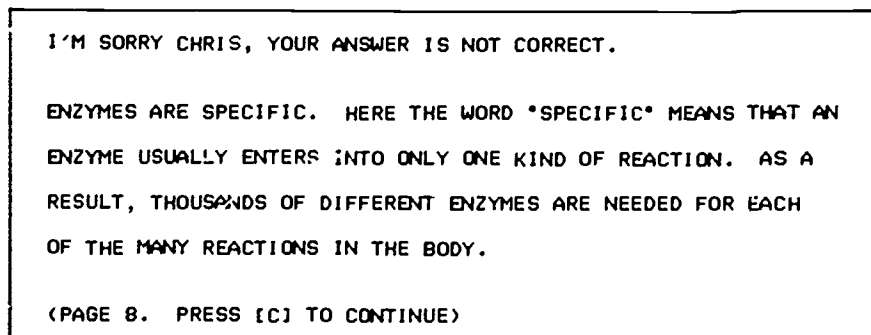 I'M SORRY CHRIS, YOUR ANSWER IS NOT CORRECT.
ENZYMES ARE SPECIFIC. HERE THE WORD "SPECIFIC" MEANS THAT AN
ENZYME USUALLY ENTERS INTO ONLY ONE KIND OF REACTION. AS A
RESULT, THOUSANDS OF DIFFERENT ENZYMES ARE NEEDED FOR EACH
OF THE MANY REACTIONS IN THE BODY.
(PAGE 8. PRESS [C] TO CONTINUE)